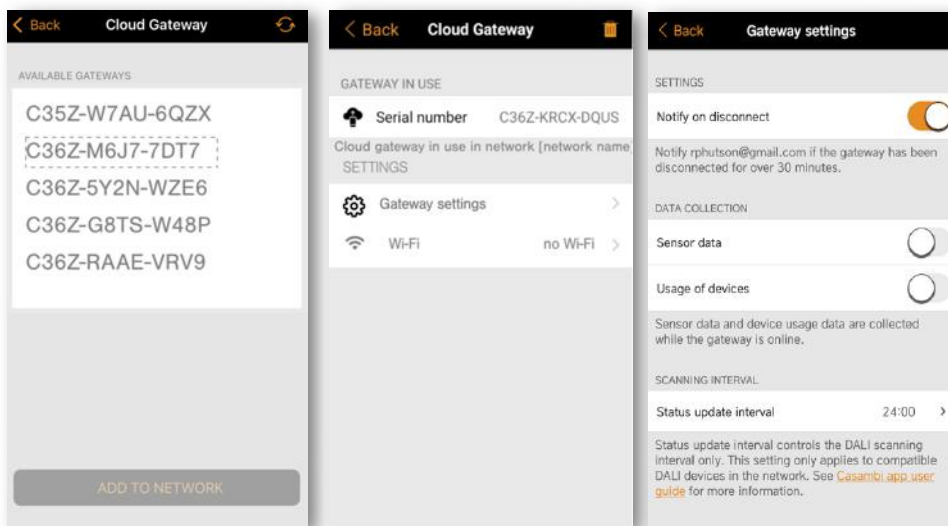 Back
Cloud Gateway
AVAILABLE GATEWAYS
C35Z-W7AU-6QZX
C36Z-M6J7-7DT7
C36Z-5Y2N-WZE6
C36Z-G8TS-W48P
C36Z-RAAE-VRV9
ADD TO NETWORK
Back
Cloud Gateway
GATEWAY IN USE
Serial number C36Z-KRCX-DQUS
Cloud gateway in use in network [network name
SETTINGS
Gateway settings
Wi-Fi no Wi-Fi
Back
Gateway settings
SETTINGS
Notify on disconnect
Notify rphutson@gmail.com if the gateway has been
disconnected for over 30 minutes.
DATA COLLECTION
Sensor data
Usage of devices
Sensor data and device usage data are collected
while the gateway is online.
SCANNING INTERVAL
Status update interval 24:00
Status update interval controls the DALI scanning
interval only. This setting only applies to compatible
DALI devices in the network. See Casambi app user
guide for more information.